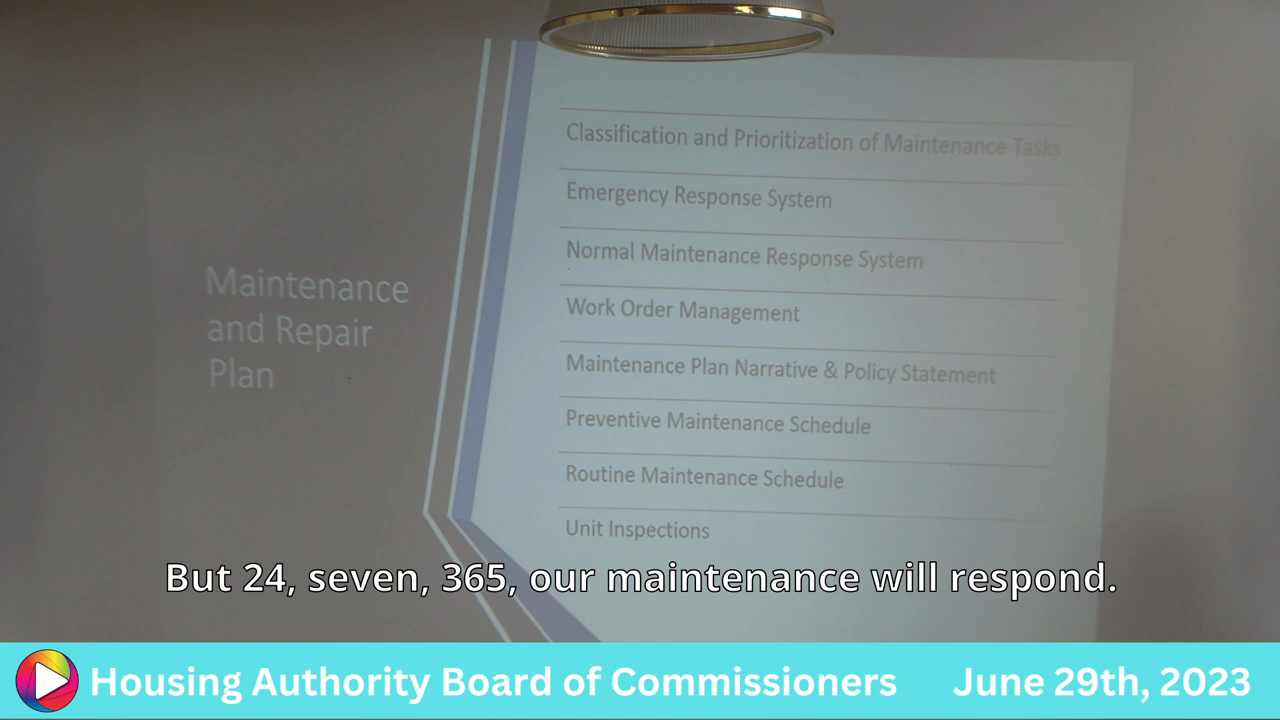 Maintenance
and Repair
Plan
Classification and Prioritization of Maintenance Tasks
Emergency Response System
Normal Maintenance Response System
Work Order Management
Maintenance Plan Narrative & Policy Statement
Preventive Maintenance Schedule
Routine Maintenance Schedule
Unit Inspections
But 24, seven, 365, our maintenance will respond.
Housing Authority Board of Commissioners June 29th, 2023